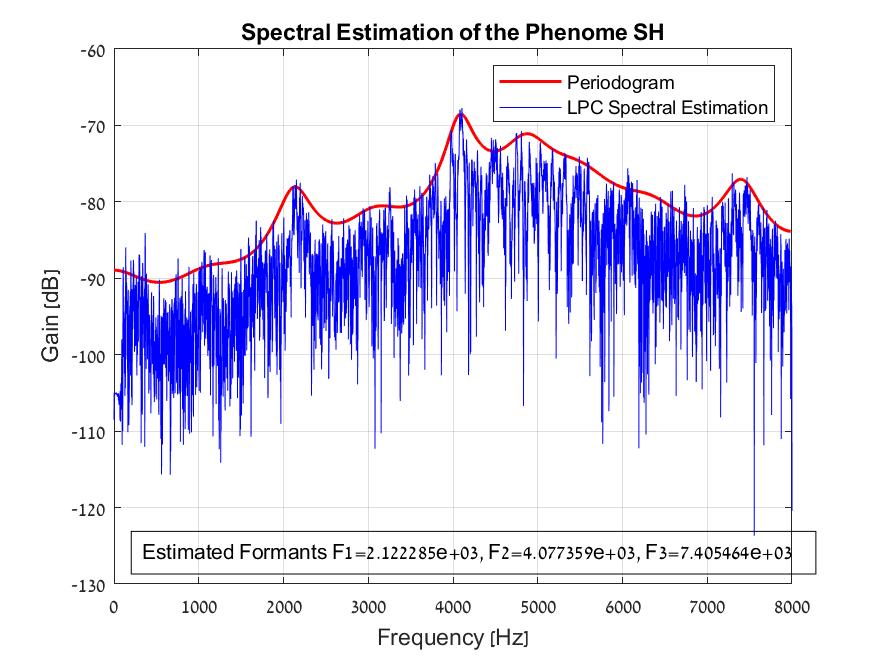 Spectral Estimation of the Phenome SH
Periodogram
LPC Spectral Estimation
Gain [dB]
-60
-70
-80
-90
-100
-110
-120
-130
Estimated Formants F1=2.122285e+03, F2=4.077359e+03, F3=7.405464e+03
0 1000 2000 3000 4000 5000 6000 7000 8000
Frequency [Hz]